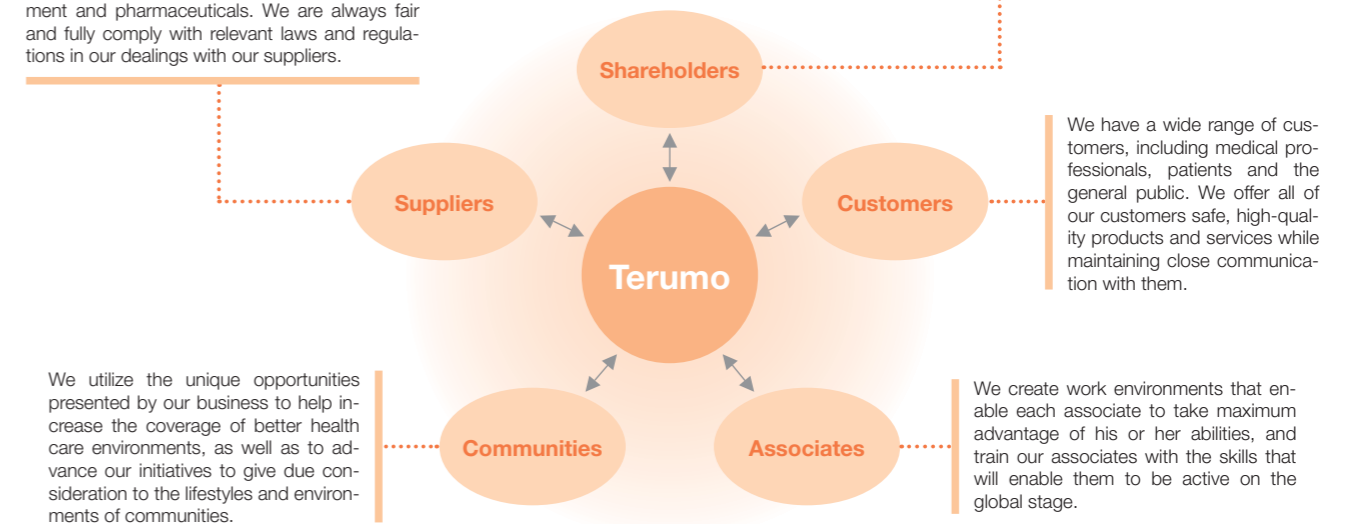 ment and pharmaceuticals. We are always fair
and fully comply with relevant laws and regula-
tions in our dealings with our suppliers.
Shareholders
We have a wide range of cus-
tomers, including medical pro-
fessionals, patients and the
general public. We offer all of
our customers safe, high-qual-
ity products and services while
maintaining close communica-
tion with them.
Suppliers
Customers
Terumo
We utilize the unique opportunities
presented by our business to help in-
crease the coverage of better health
care environments, as well as to ad-
vance our initiatives to give due con-
sideration to the lifestyles and environ-
ments of communities.
Communities
Associates
We create work environments that en-
able each associate to take maximum
advantage of his or her abilities, and
train our associates with the skills that
will enable them to be active on the
global stage.